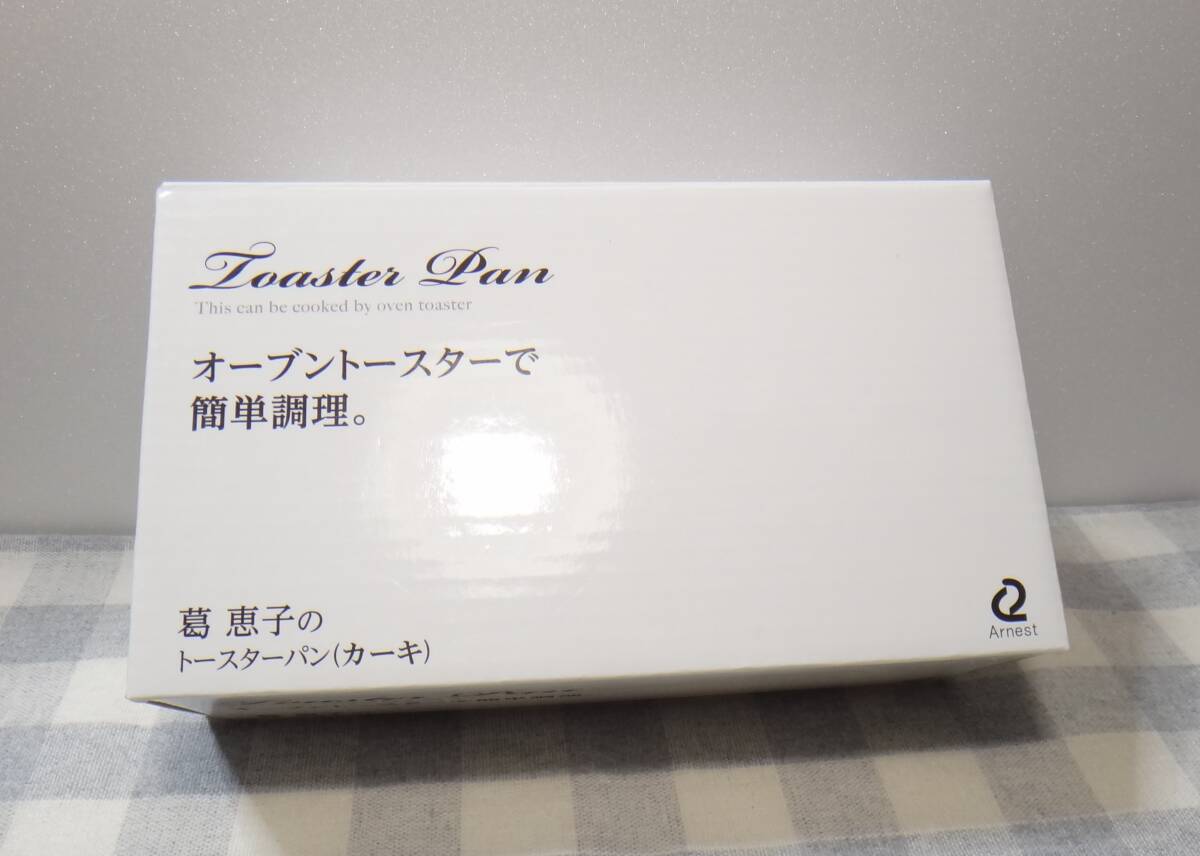 Toaster Pan
This can be cooked by oven toaster
オーブントースターで
簡単調理。
葛 恵子の
トースターパン(カーキ)
Arnest